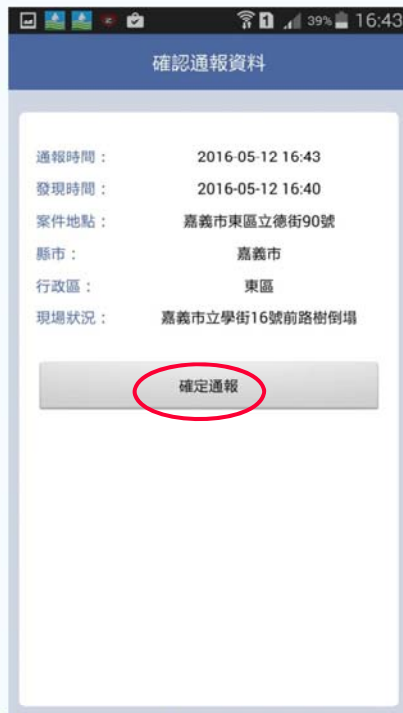 1 39% 16:43
確認通報資料
通報時間： 2016-05-12 16:43
發現時間： 2016-05-12 16:40
案件地點： 嘉義市東區立德街90號
縣市： 嘉義市
行政區： 東區
現場狀況： 嘉義市立學街16號前路樹倒塌
確定通報